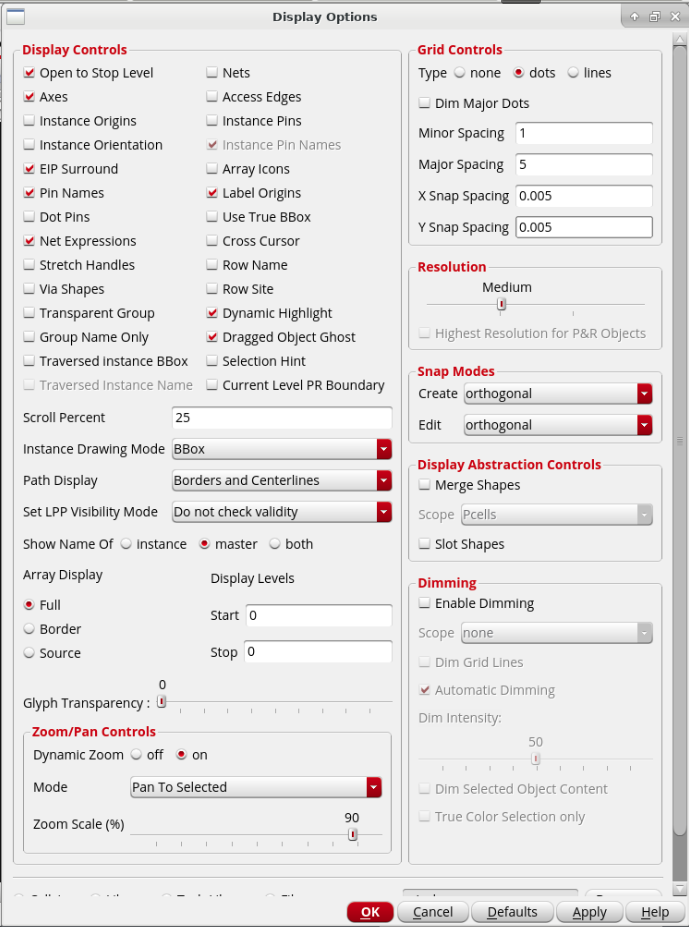 Display Options
Display Controls
Open to Stop Level
Nets
Axes
Access Edges
Instance Origins
Instance Pins
Instance Orientation
Instance Pin Names
EIP Surround
Array Icons
Pin Names
Label Origins
Dot Pins
Use True BBox
Net Expressions
Cross Cursor
Stretch Handles
Row Name
Via Shapes
Row Site
Transparent Group
Dynamic Highlight
Group Name Only
Dragged Object Ghost
Traversed instance BBox
Selection Hint
Traversed Instance Name
Current Level PR Boundary
Scroll Percent 25
Instance Drawing Mode BBox
Path Display Borders and Centerlines
Set LPP Visibility Mode Do not check validity
Show Name Of instance master both
Array Display
Full
Border
Source
Display Levels
Start 0
Stop 0
0
Glyph Transparency :
Zoom/Pan Controls
Dynamic Zoom off on
Mode Pan To Selected
90
Zoom Scale (%)
Grid Controls
Type none dots lines
Dim Major Dots
Minor Spacing 1
Major Spacing 5
X Snap Spacing 0.005
Y Snap Spacing 0.005
Resolution
Medium
Highest Resolution for P&R Objects
Snap Modes
Create orthogonal
Edit orthogonal
Display Abstraction Controls
Merge Shapes
Scope Pcells
Slot Shapes
Dimming
Enable Dimming
Scope none
Dim Grid Lines
Automatic Dimming
Dim Intensity:
50
Dim Selected Object Content
True Color Selection only
OK Cancel Defaults Apply Help